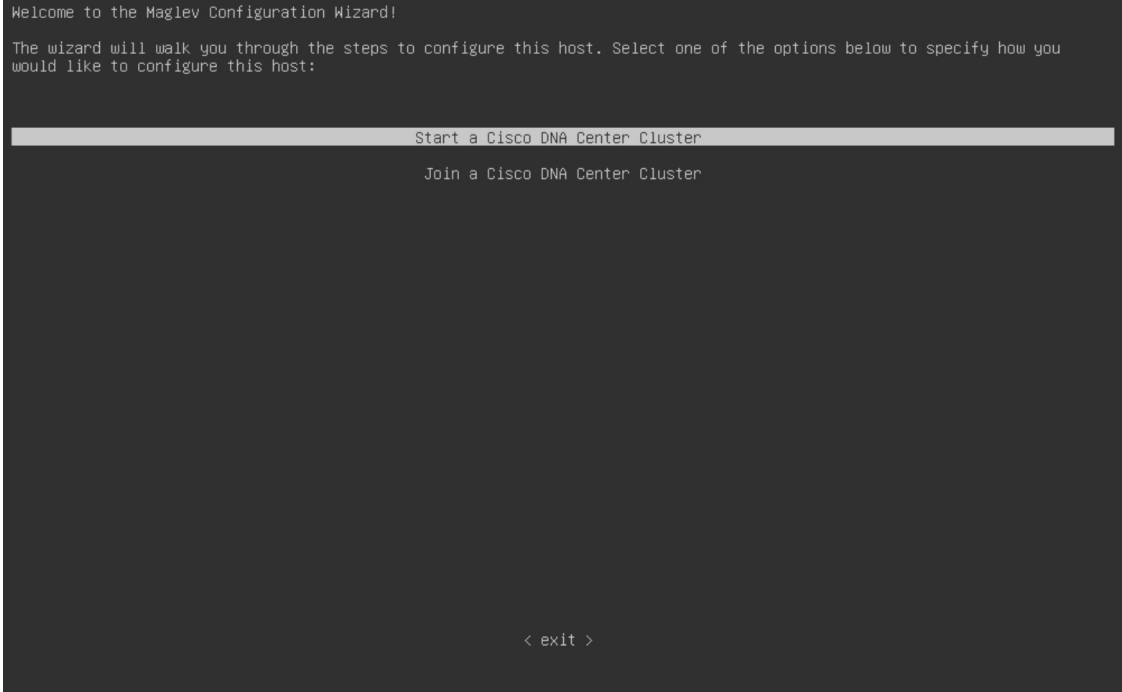 Welcome to the Maglev Configuration Wizard!
The wizard will walk you through the steps to configure this host. Select one of the options below to specify how you
would like to configure this host:
Start a Cisco DNA Center Cluster
Join a Cisco DNA Center Cluster
< exit >